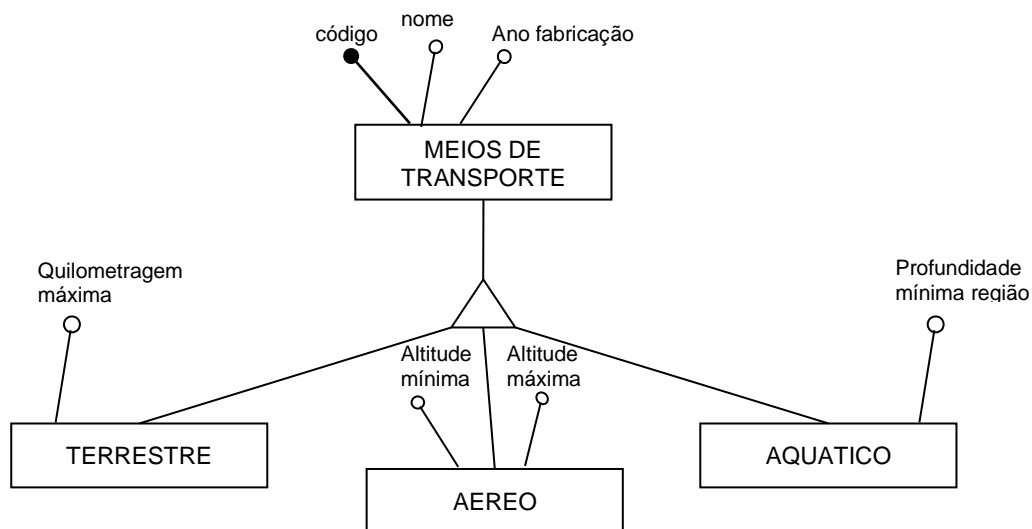 código
nome
Ano fabricação
MEIOS DE
TRANSPORTE
Quilometragem
máxima
Profundidade
mínima região
Altitude
mínima
Altitude
máxima
TERRESTRE
AEREO
AQUATICO